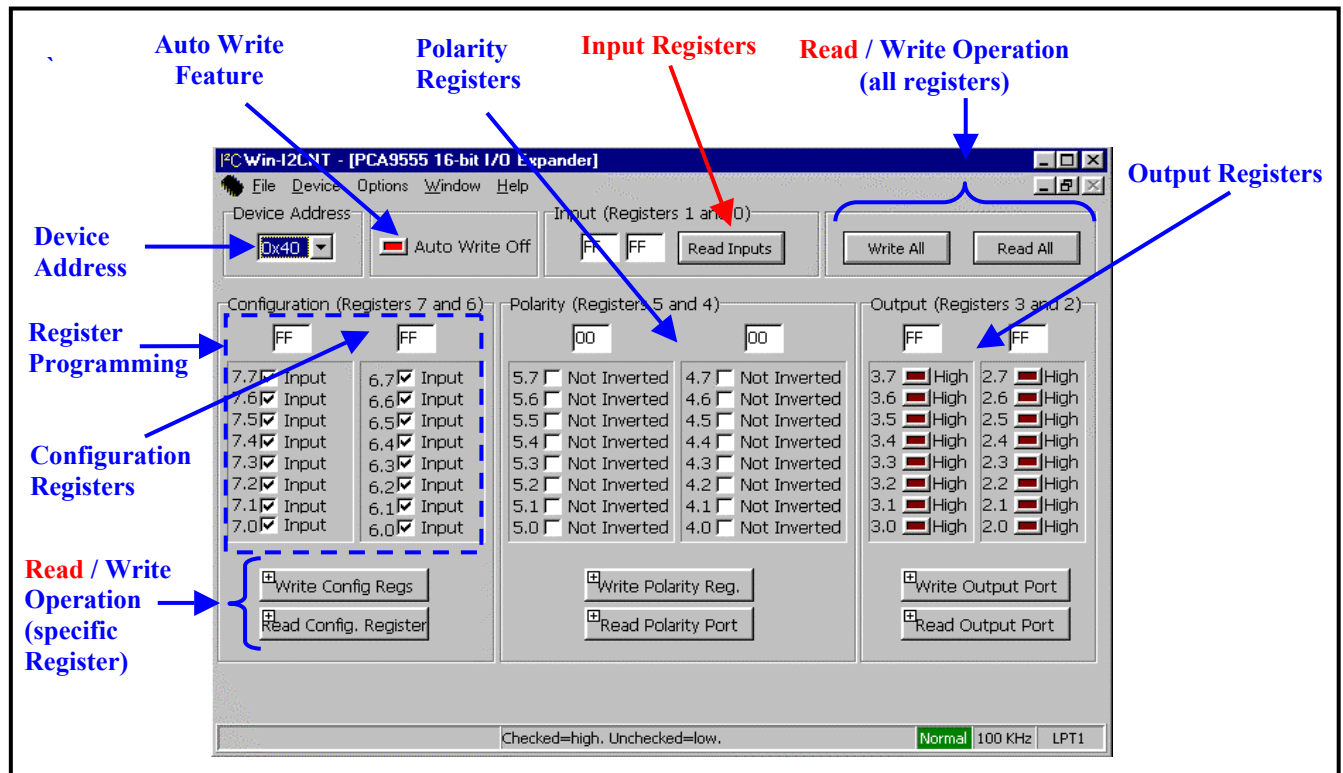 `
Auto Write
Feature
Polarity
Registers
Input Registers
Read / Write Operation
(all registers)
Output Registers
Device
Address
Register
Programming
Configuration
Registers
Read / Write
Operation
(specific
Register)
I²C Win-I2CNT - [PCA9555 16-bit I/O Expander]
File Device Options Window Help
Device Address
0x40
Auto Write Off
Input (Registers 1 and 0)
FF FF Read Inputs
Write All Read All
Configuration (Registers 7 and 6)
FF FF
7.7 Input 6.7 Input
7.6 Input 6.6 Input
7.5 Input 6.5 Input
7.4 Input 6.4 Input
7.3 Input 6.3 Input
7.2 Input 6.2 Input
7.1 Input 6.1 Input
7.0 Input 6.0 Input
Write Config Regs
Read Config. Register
Polarity (Registers 5 and 4)
00 00
5.7 Not Inverted 4.7 Not Inverted
5.6 Not Inverted 4.6 Not Inverted
5.5 Not Inverted 4.5 Not Inverted
5.4 Not Inverted 4.4 Not Inverted
5.3 Not Inverted 4.3 Not Inverted
5.2 Not Inverted 4.2 Not Inverted
5.1 Not Inverted 4.1 Not Inverted
5.0 Not Inverted 4.0 Not Inverted
Write Polarity Reg.
Read Polarity Port
Output (Registers 3 and 2)
FF FF
3.7 High 2.7 High
3.6 High 2.6 High
3.5 High 2.5 High
3.4 High 2.4 High
3.3 High 2.3 High
3.2 High 2.2 High
3.1 High 2.1 High
3.0 High 2.0 High
Write Output Port
Read Output Port
Checked=high. Unchecked=low. Normal 100 KHz LPT1